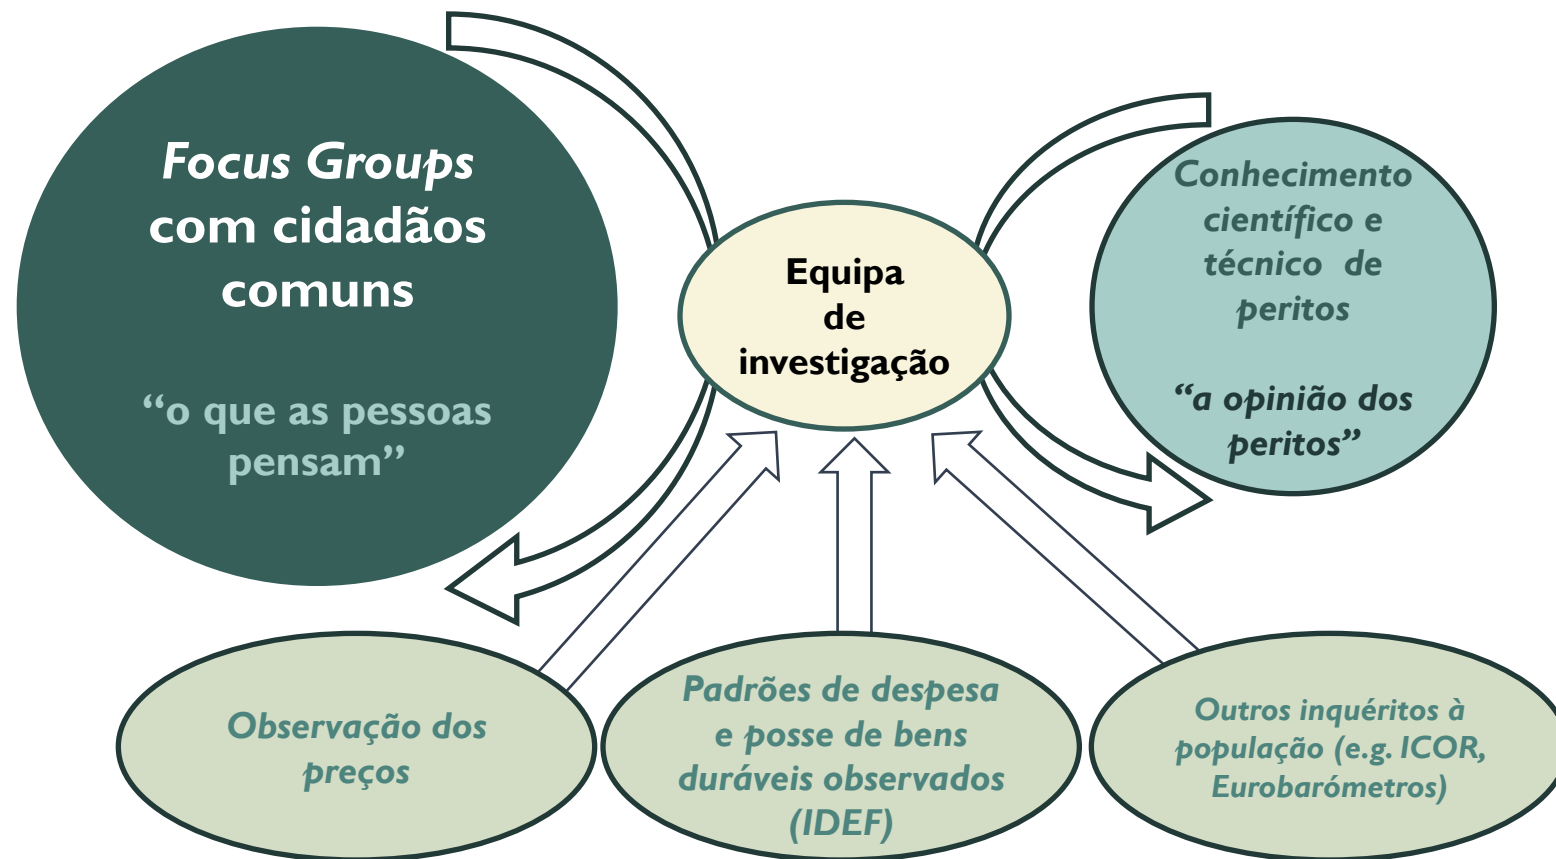 Focus Groups
com cidadãos
comuns
“o que as pessoas
pensam”
Equipa
de
investigação
Conhecimento
científico e
técnico de
peritos
“a opinião dos
peritos”
Observação dos
preços
Padrões de despesa
e posse de bens
duráveis observados
(IDEF)
Outros inquéritos à
população (e.g. ICOR,
Eurobarómetros)